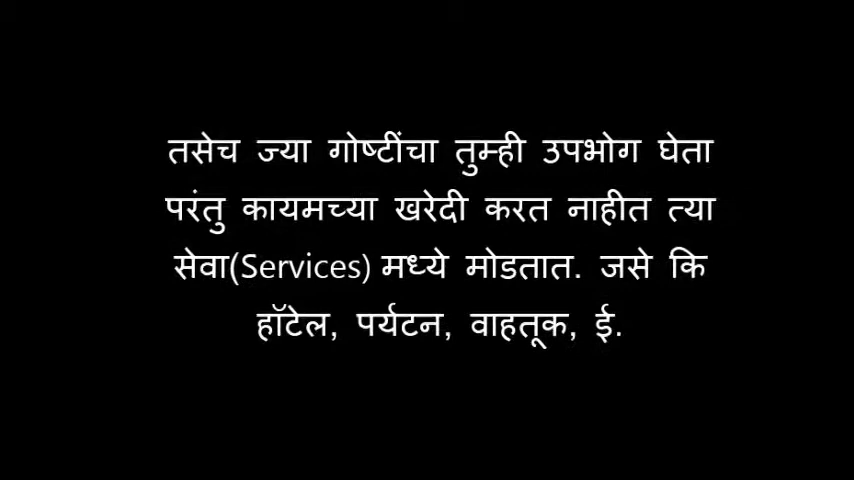 तसेच ज्या गोष्टींचा तुम्ही उपभोग घेता
परंतु कायमच्या खरेदी करत नाहीत त्या
सेवा(Services) मध्ये मोडतात. जसे कि
हॉटेल, पर्यटन, वाहतूक, ई.